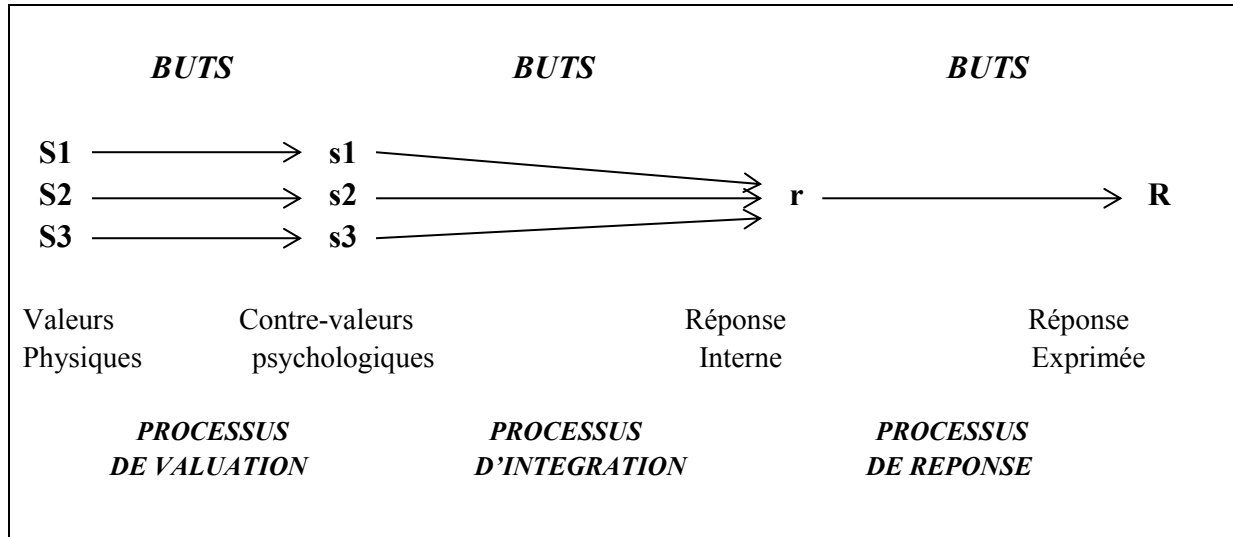 BUTS BUTS BUTS
S1 s1
S2 s2 r R
S3 s3
Valeurs Contre-valeurs Réponse Réponse
Physiques psychologiques Interne Exprimée
PROCESSUS PROCESSUS PROCESSUS
DE VALUATION D’INTEGRATION DE REPONSE